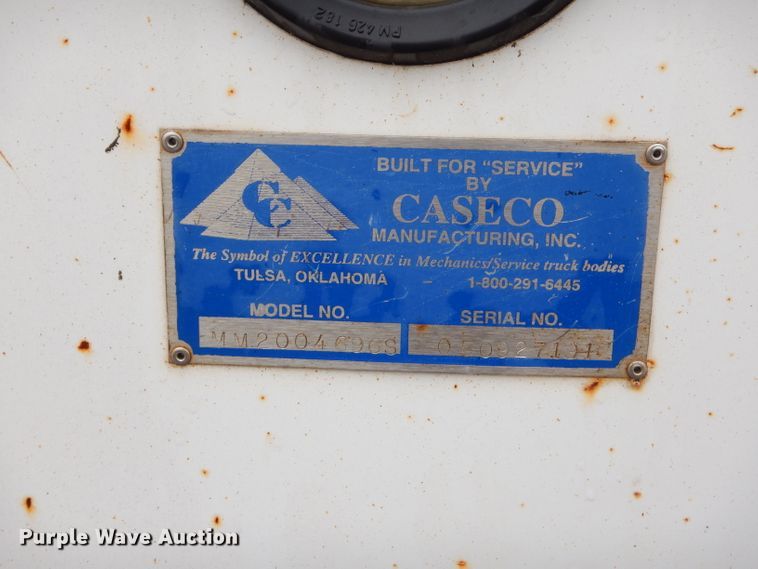 PM 426 182
BUILT FOR "SERVICE"
BY
CC
CASECO
MANUFACTURING, INC.
The Symbol of EXCELLENCE in Mechanics/Service truck bodies
TULSA, OKLAHOMA - 1-800-291-6445
MODEL NO. SERIAL NO.
Purple Wave Auction